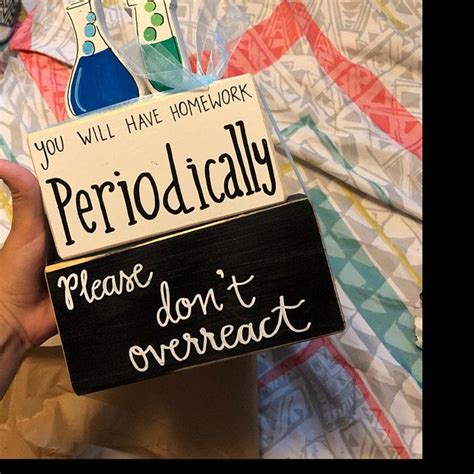 YOU WILL HAVE HOMEWORK
Periodically
Please
don't
overreact